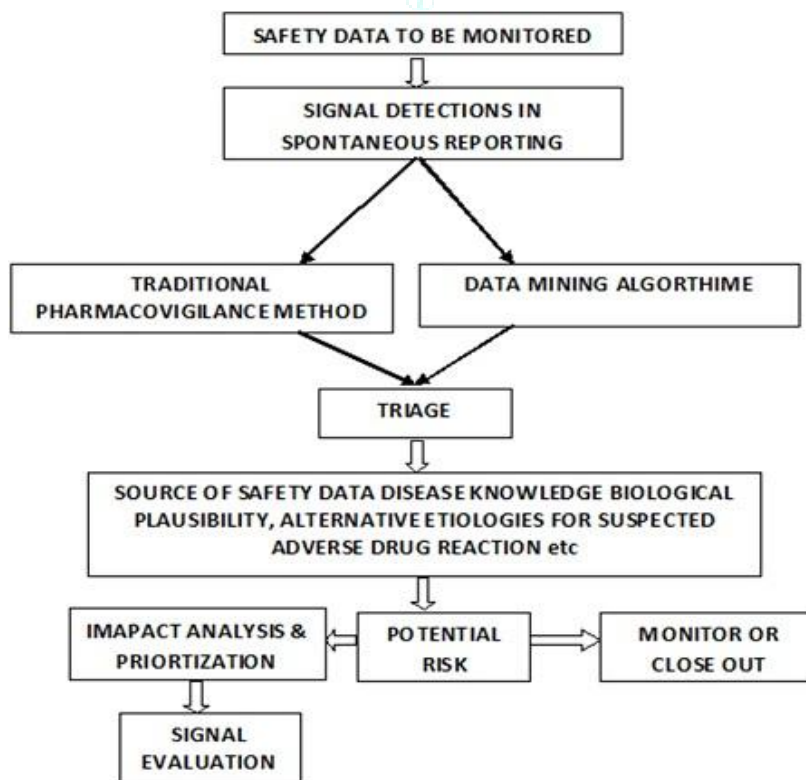 SAFETY DATA TO BE MONITORED
SIGNAL DETECTIONS IN
SPONTANEOUS REPORTING
TRADITIONAL
PHARMACOVIGILANCE METHOD
DATA MINING ALGORTHIME
TRIAGE
SOURCE OF SAFETY DATA DISEASE KNOWLEDGE BIOLOGICAL
PLAUSIBILITY, ALTERNATIVE ETIOLOGIES FOR SUSPECTED
ADVERSE DRUG REACTION etc
IMAPACT ANALYSIS &
PRIORTIZATION
POTENTIAL
RISK
MONITOR OR
CLOSE OUT
SIGNAL
EVALUATION